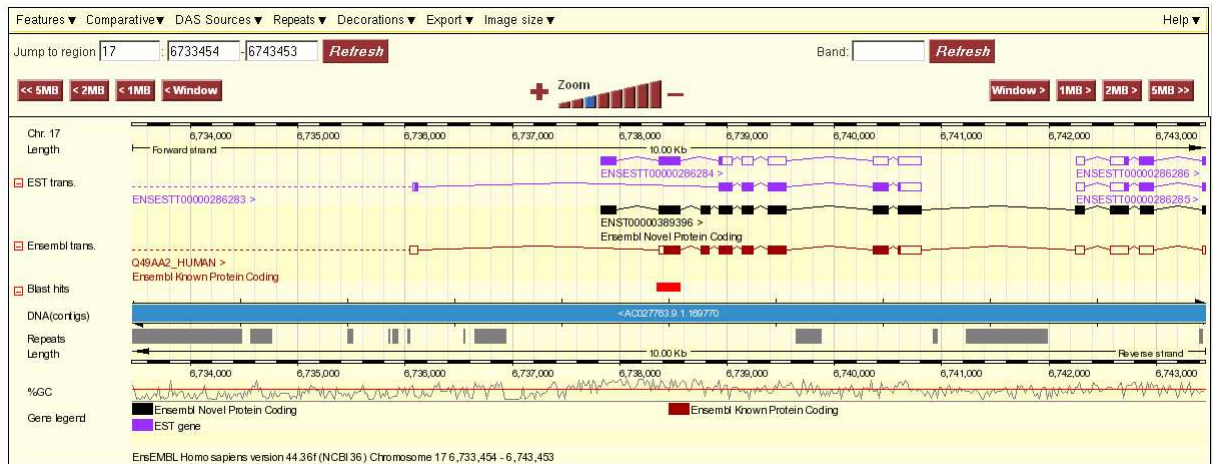 Features ▼ Comparative▼ DAS Sources ▼ Repeats ▼ Decorations ▼ Export ▼ Image size ▼ Help ▼
Jump to region 17 : 6733454 - 6743453 Refresh Band: Refresh
<< 5MB < 2MB < 1MB < Window + Zoom — Window > 1MB > 2MB > 5MB >>
Chr. 17 6,734,000 6,735,000 6,736,000 6,737,000 6,738,000 6,739,000 6,740,000 6,741,000 6,742,000 6,743,000
Length Forward strand 10.00 Kb
ENSESTT00000286284 > ENSESTT00000286286 >
EST trans.
ENSESTT00000286283 > ENSESTT00000286285 >
ENST00000389396 >
Ensembl Novel Protein Coding
Ensembl trans.
Q49AA2_HUMAN >
Ensembl Known Protein Coding
Blast hits
DNA(contigs) <AC027763.9.1.169770
Repeats
Length 10.00 Kb Reverse strand
6,734,000 6,735,000 6,736,000 6,737,000 6,738,000 6,739,000 6,740,000 6,741,000 6,742,000 6,743,000
%GC
Gene legend Ensembl Novel Protein Coding Ensembl Known Protein Coding
EST gene
EnsEMBL Homo sapiens version 44.36f (NCBI 36) Chromosome 17 6,733,454 - 6,743,453